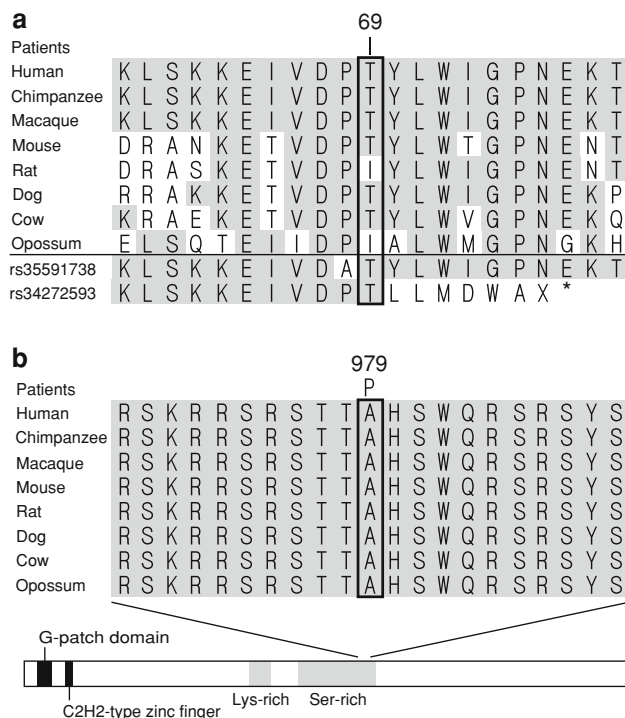 a
69
Patients
Human K L S K K E I V D P T Y L W I G P N E K T
Chimpanzee K L S K K E I V D P T Y L W I G P N E K T
Macaque K L S K K E I V D P T Y L W I G P N E K T
Mouse D R A N K E T V D P T Y L W T G P N E N T
Rat D R A S K E T V D P I Y L W I G P N E N T
Dog R R A K K E T V D P T Y L W I G P N E K P
Cow K R A E K E T V D P T Y L W V G P N E K Q
Opossum E L S Q T E I I D P I A L W M G P N G K H
rs35591738 K L S K K E I V D A T Y L W I G P N E K T
rs34272593 K L S K K E I V D P T L L M D W A X *
b
979
Patients P
Human R S K R R S R S T T A H S W Q R S R S Y S
Chimpanzee R S K R R S R S T T A H S W Q R S R S Y S
Macaque R S K R R S R S T T A H S W Q R S R S Y S
Mouse R S K R R S R S T T A H S W Q R S R S Y S
Rat R S K R R S R S T T A H S W Q R S R S Y S
Dog R S K R R S R S T T A H S W Q R S R S Y S
Cow R S K R R S R S T T A H S W Q R S R S Y S
Opossum R S K R R S R S T T A H S W Q R S R S Y S
G-patch domain
Lys-rich Ser-rich
C2H2-type zinc finger